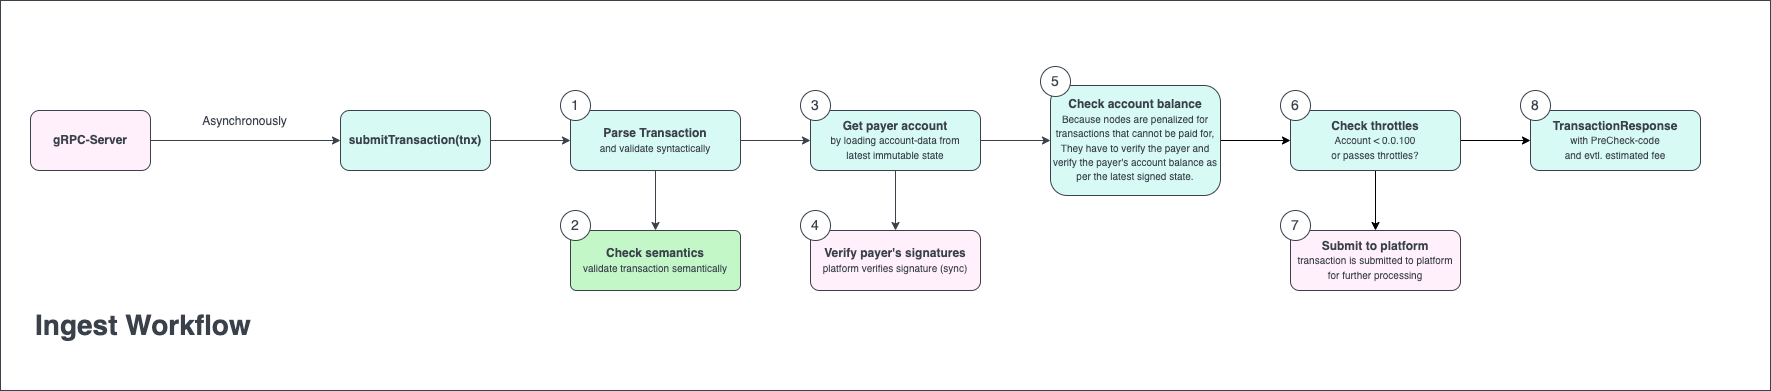 gRPC-Server
Asynchronously
submitTransaction(tnx)
1
Parse Transaction
and validate syntactically
2
Check semantics
validate transaction semantically
3
Get payer account
by loading account-data from
latest immutable state
4
Verify payer's signatures
platform verifies signature (sync)
5
Check account balance
Because nodes are penalized for
transactions that cannot be paid for,
They have to verify the payer and
verify the payer's account balance as
per the latest signed state.
6
Check throttles
Account < 0.0.100
or passes throttles?
7
Submit to platform
transaction is submitted to platform
for further processing
8
TransactionResponse
with PreCheck-code
and evtl. estimated fee
Ingest Workflow